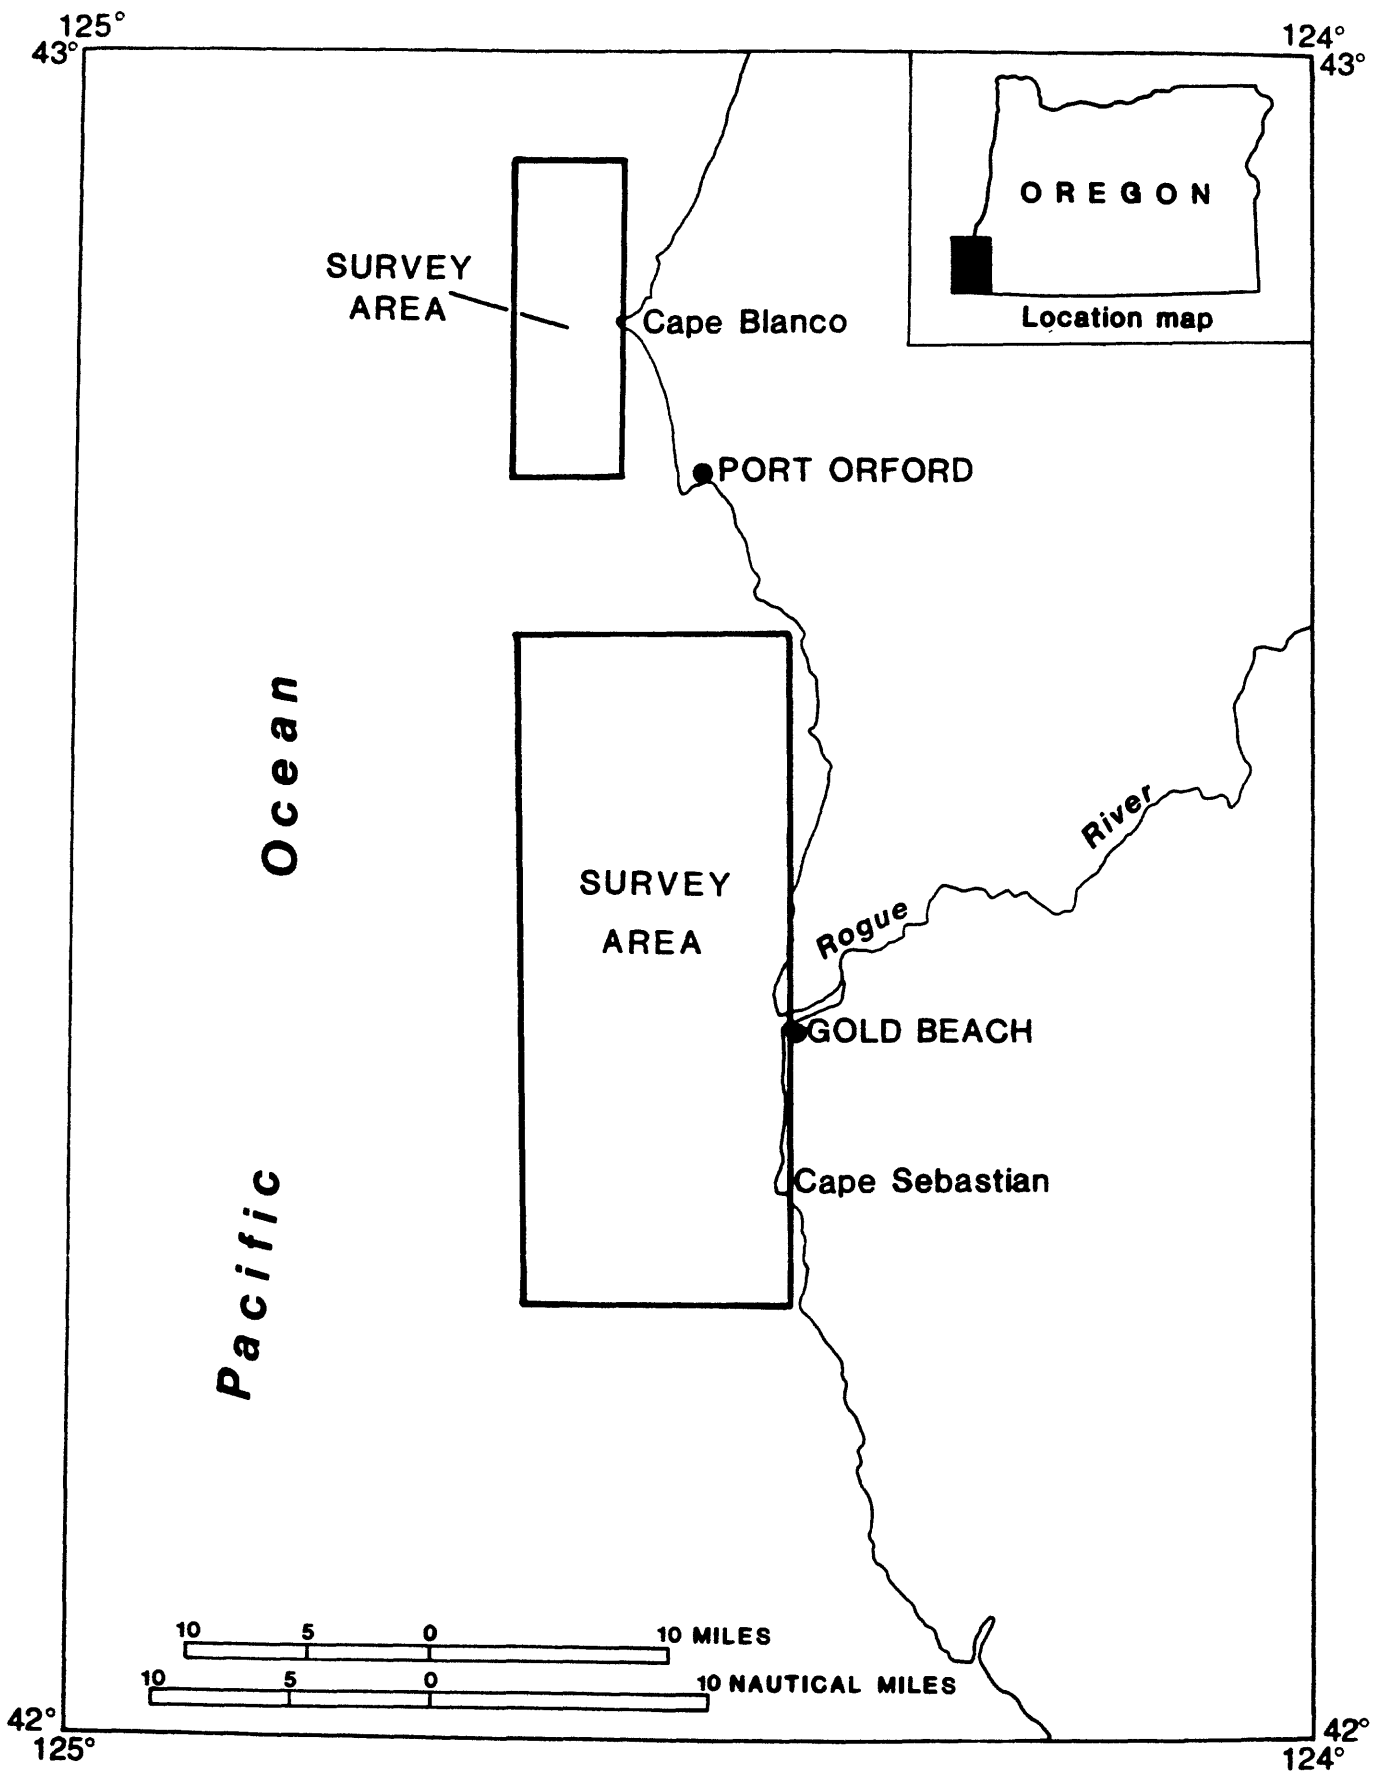 125°
124°
43°
43°
OREGON
Location map
SURVEY
AREA
Cape Blanco
PORT ORFORD
Ocean
River
SURVEY
AREA
Rogue
GOLD BEACH
Cape Sebastian
Pacific
10 5 0 10 MILES
10 5 0 10 NAUTICAL MILES
42°
42°
125°
124°